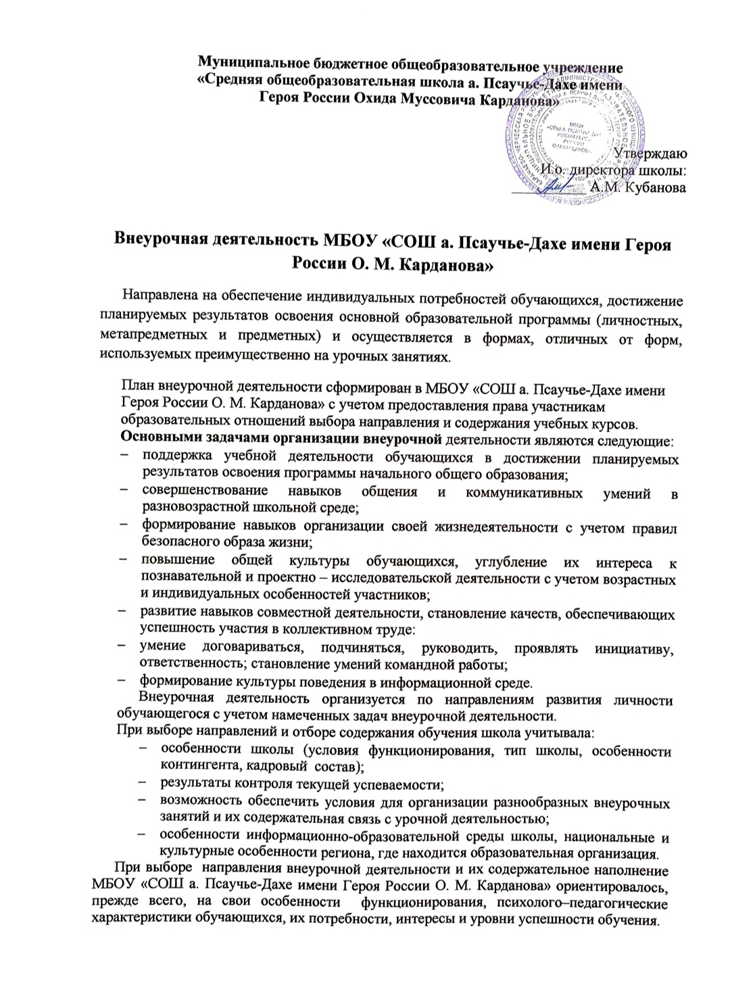 Муниципальное бюджетное общеобразовательное учреждение
«Средняя общеобразовательная школа а. Псаучье-Дахе имени
Героя России Охида Муссовича Карданова»
МБОУ
«СОШ А. ПСАУЧЬЕ-ДАХЕ
ИМЕНИ ГЕРОЯ
РОССИИ
О.М.КАРДАНОВА»
Утверждаю
И.о. директора школы:
____________ А.М. Кубанова
Внеурочная деятельность МБОУ «СОШ а. Псаучье-Дахе имени Героя
России О. М. Карданова»
Направлена на обеспечение индивидуальных потребностей обучающихся, достижение
планируемых результатов освоения основной образовательной программы (личностных,
метапредметных и предметных) и осуществляется в формах, отличных от форм,
используемых преимущественно на урочных занятиях.
План внеурочной деятельности сформирован в МБОУ «СОШ а. Псаучье-Дахе имени
Героя России О. М. Карданова» с учетом предоставления права участникам
образовательных отношений выбора направления и содержания учебных курсов.
Основными задачами организации внеурочной деятельности являются следующие:
– поддержка учебной деятельности обучающихся в достижении планируемых
результатов освоения программы начального общего образования;
– совершенствование навыков общения и коммуникативных умений в
разновозрастной школьной среде;
– формирование навыков организации своей жизнедеятельности с учетом правил
безопасного образа жизни;
– повышение общей культуры обучающихся, углубление их интереса к
познавательной и проектно – исследовательской деятельности с учетом возрастных
и индивидуальных особенностей участников;
– развитие навыков совместной деятельности, становление качеств, обеспечивающих
успешность участия в коллективном труде:
– умение договариваться, подчиняться, руководить, проявлять инициативу,
ответственность; становление умений командной работы;
– формирование культуры поведения в информационной среде.
Внеурочная деятельность организуется по направлениям развития личности
обучающегося с учетом намеченных задач внеурочной деятельности.
При выборе направлений и отборе содержания обучения школа учитывала:
– особенности школы (условия функционирования, тип школы, особенности
контингента, кадровый состав);
– результаты контроля текущей успеваемости;
– возможность обеспечить условия для организации разнообразных внеурочных
занятий и их содержательная связь с урочной деятельностью;
– особенности информационно-образовательной среды школы, национальные и
культурные особенности региона, где находится образовательная организация.
При выборе направления внеурочной деятельности и их содержательное наполнение
МБОУ «СОШ а. Псаучье-Дахе имени Героя России О. М. Карданова» ориентировалось,
прежде всего, на свои особенности функционирования, психолого–педагогические
характеристики обучающихся, их потребности, интересы и уровни успешности обучения.